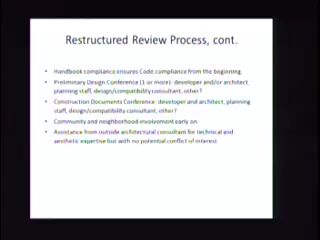 Restructured Review Process, cont.
• Handbook compliance ensures Code compliance from the beginning.
• Preliminary Design Conference (1 or more): developer and/or architect,
planning staff, design/compatibility consultant, other?
• Construction Documents Conference: developer and architect, planning
staff, design/compatibility consultant, other?
• Community and neighborhood involvement early on.
• Assistance from outside architectural consultant for technical and
aesthetic expertise but with no potential conflict of interest